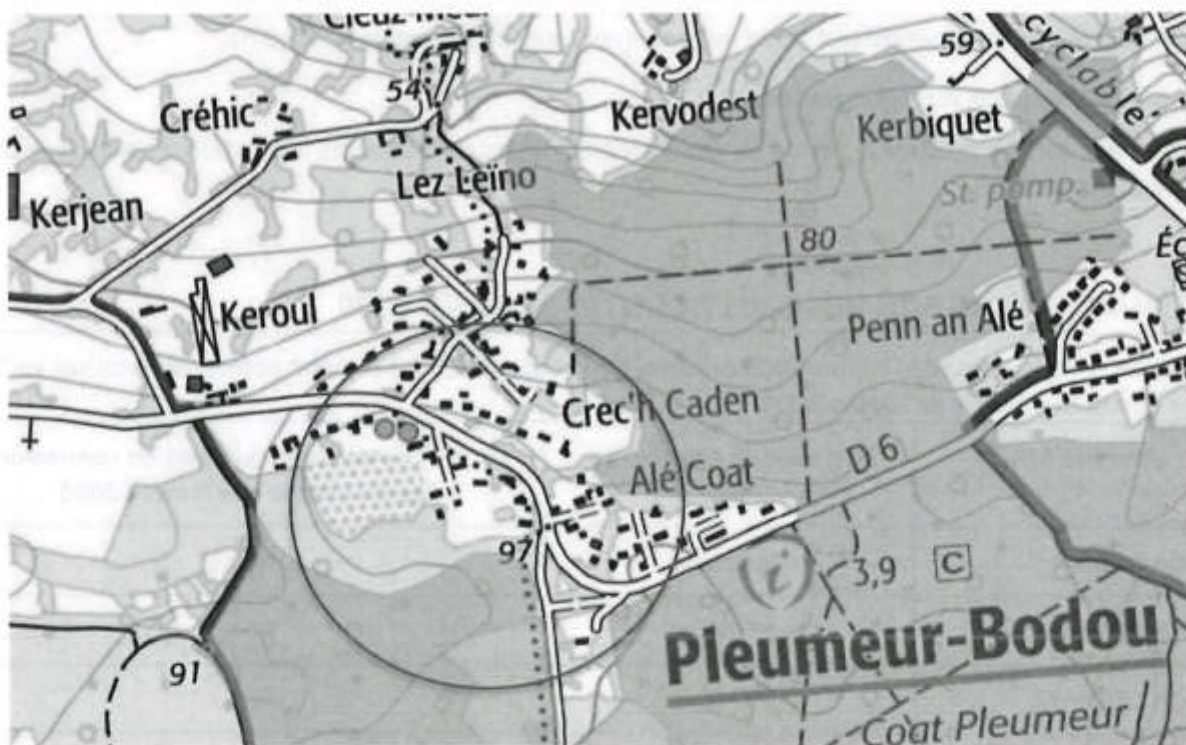 cyclable
59
54
Créhic
Kervodest
Kerbiquet
Lez Leïno
St. pomp.
Kerjean
80
Keroul
Penn an Alé
Crec'h Caden
D 6
Alé Coat
97
3,9
C
i
Pleumeur-Bodou
91
Coat Pleumeur